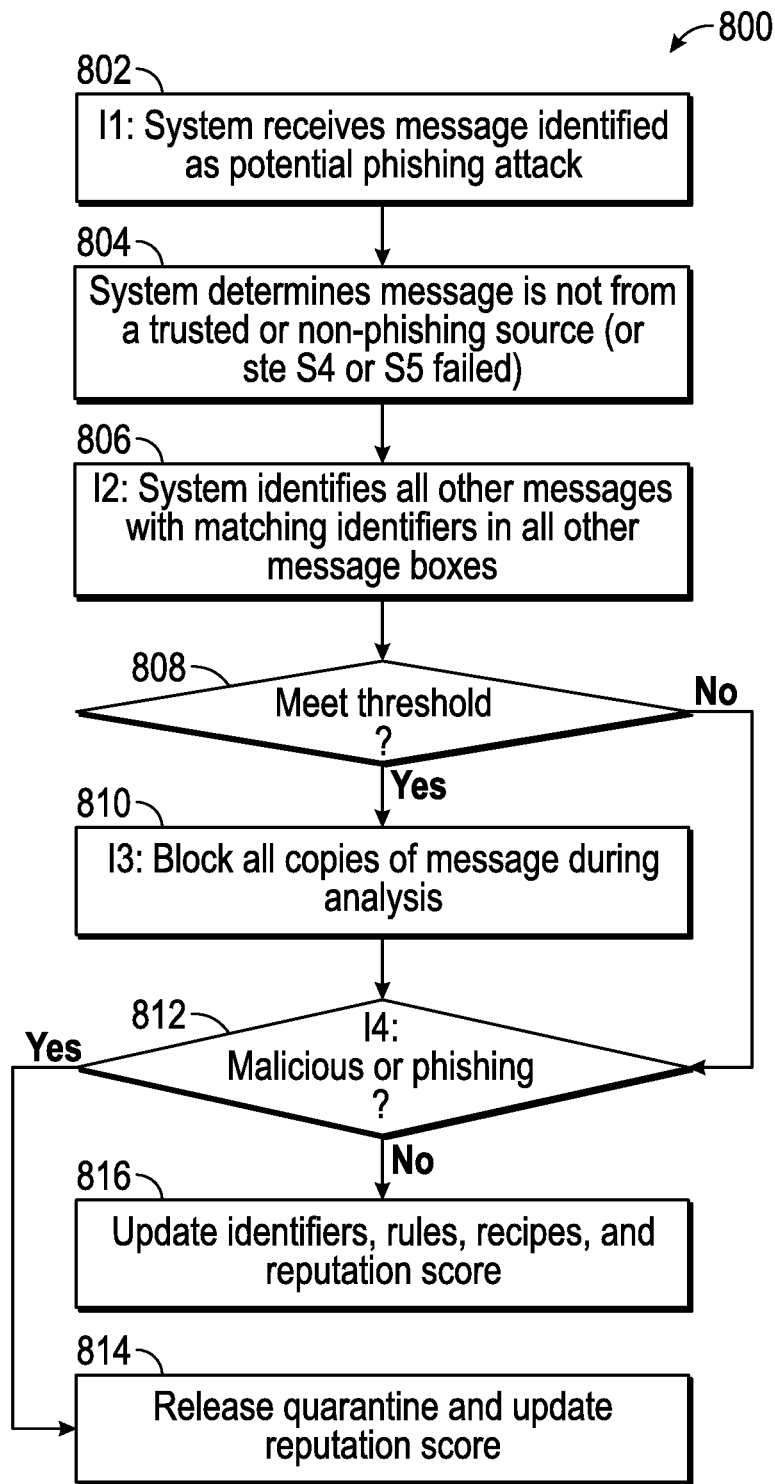 800
802
I1: System receives message identified
as potential phishing attack
804
System determines message is not from
a trusted or non-phishing source (or
ste S4 or S5 failed)
806
I2: System identifies all other messages
with matching identifiers in all other
message boxes
808
Meet threshold
?
No
Yes
810
I3: Block all copies of message during
analysis
812
I4:
Malicious or phishing
?
Yes
No
816
Update identifiers, rules, recipes, and
reputation score
814
Release quarantine and update
reputation score